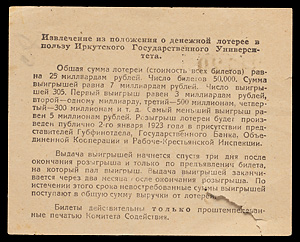 Извлечение из положения о денежной лотерее в
пользу Иркутского Государственного Универси-
тета.
Общая сумма лотереи (стоимость всех билетов) рав-
на 25 миллиардам рублей. Число билетов 50.000. Сумма
выигрышей равна 7 миллиардам рублей. Число выигры-
шей 305. Первый выигрыш равен 3 миллиардам рублей,
второй—одному миллиарду, третий—500 миллионам, четвер-
тый—300 миллионам и т. д. Самый меньший выигрыш ра-
вен 5 миллионам рублей. Розыгрыш лотереи будет произ-
веден публично 2-го января 1923 года в присутствии пред-
ставителей Губфинотдела, Государственного Банка, Объе-
диненной Кооперации и Рабоче-Крестьянской Инспекции.
Выдача выигрышей начнется спустя три дня после
окончания розыгрыша и только по пред'явлении билета,
на который пал выигрыш. Выдача выигрышей заканчи-
вается через два месяца после окончания розыгрыша. По
истечении этого срока невостребованные суммы выигрышей
поступают в общую сумму выручки от лотереи.
Билеты действительны только проштемпелеван-
ные печатью Комитета Содействия.